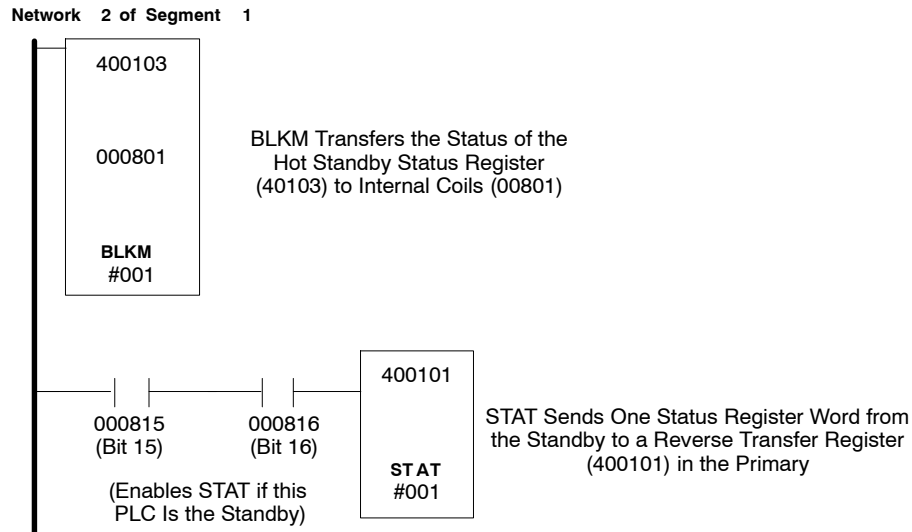 Network 2 of Segment 1
400103
000801
BLKM
#001
BLKM Transfers the Status of the
Hot Standby Status Register
(40103) to Internal Coils (00801)
000815
(Bit 15)
000816
(Bit 16)
(Enables STAT if this
PLC Is the Standby)
400101
STAT
#001
STAT Sends One Status Register Word from
the Standby to a Reverse Transfer Register
(400101) in the Primary